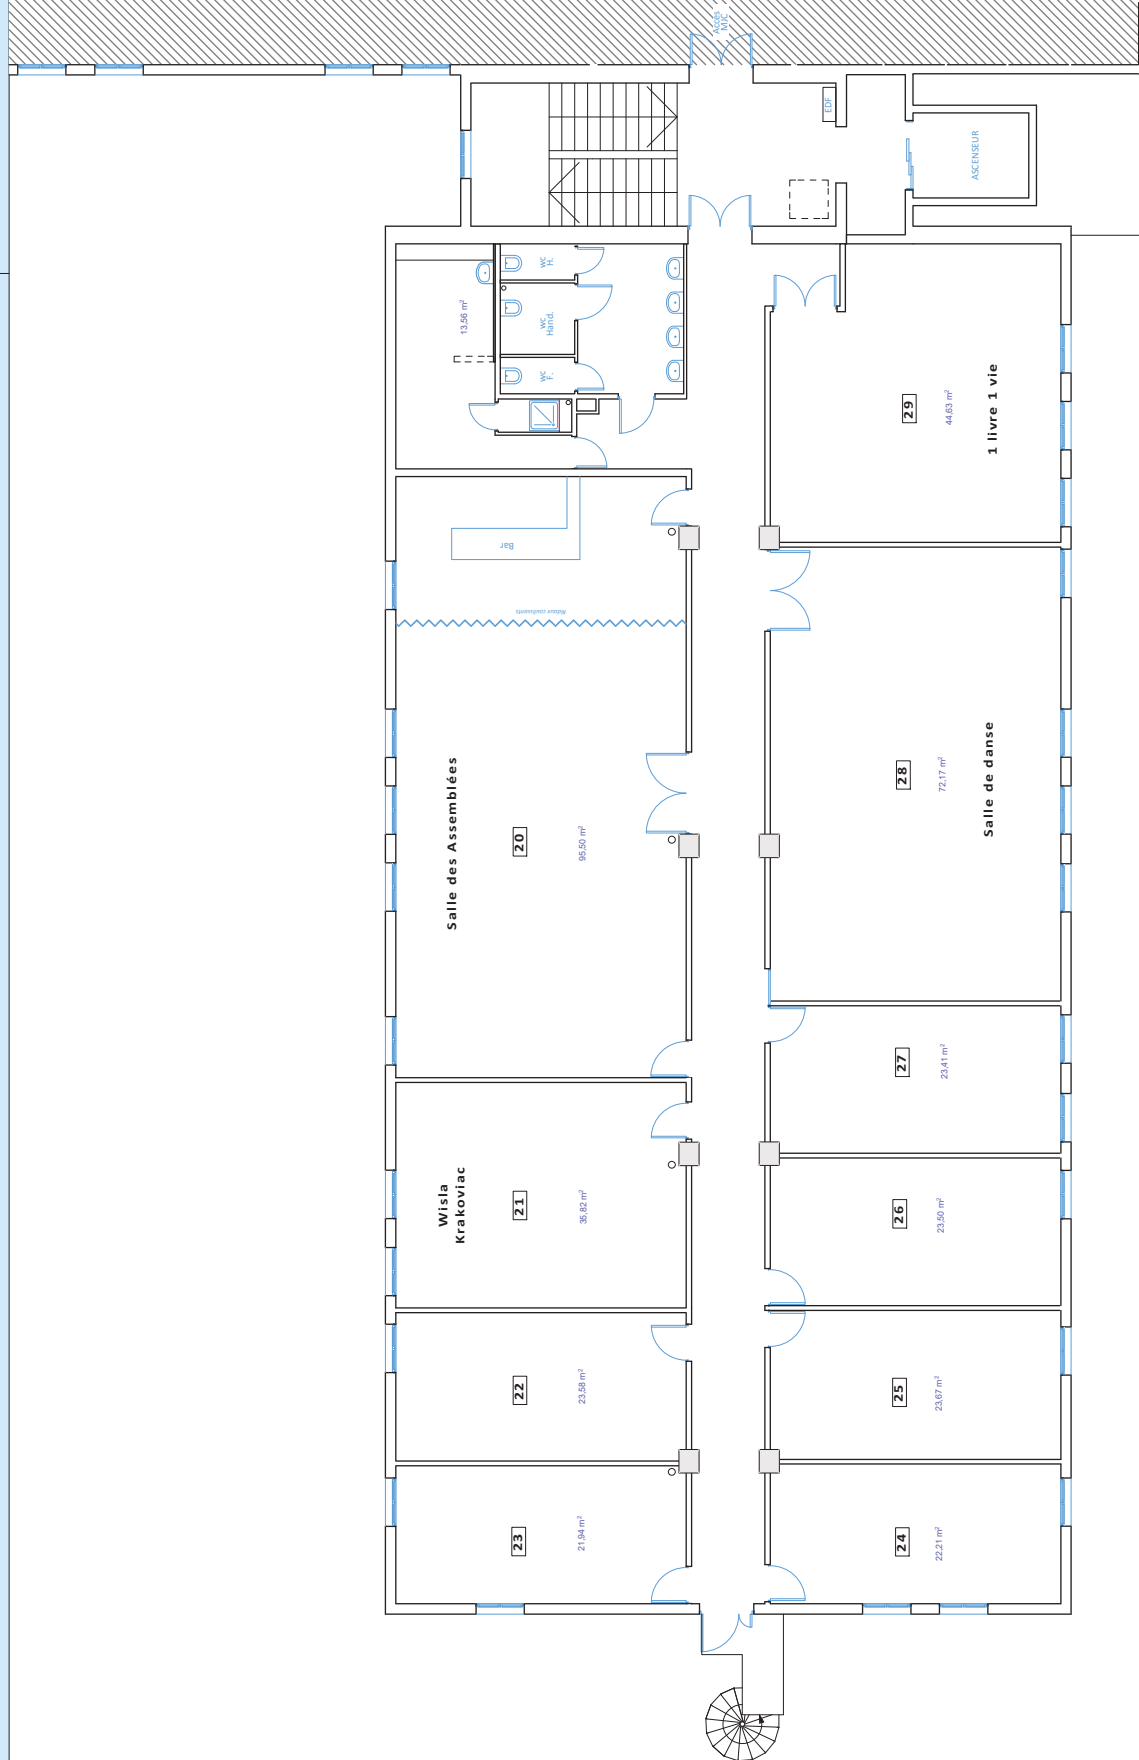 Accès
MJC
EDF
ASCENSEUR
WC
H.
WC
Hand.
WC
F.
13,56 m²
29
44,63 m²
1 livre 1 vie
Bar
Rideaux coulissants
Salle des Assemblées
20
95,50 m²
28
72,17 m²
Salle de danse
27
23,41 m²
Wisla
Krakoviac
21
35,82 m²
26
23,50 m²
22
23,58 m²
25
23,67 m²
23
21,94 m²
24
22,21 m²